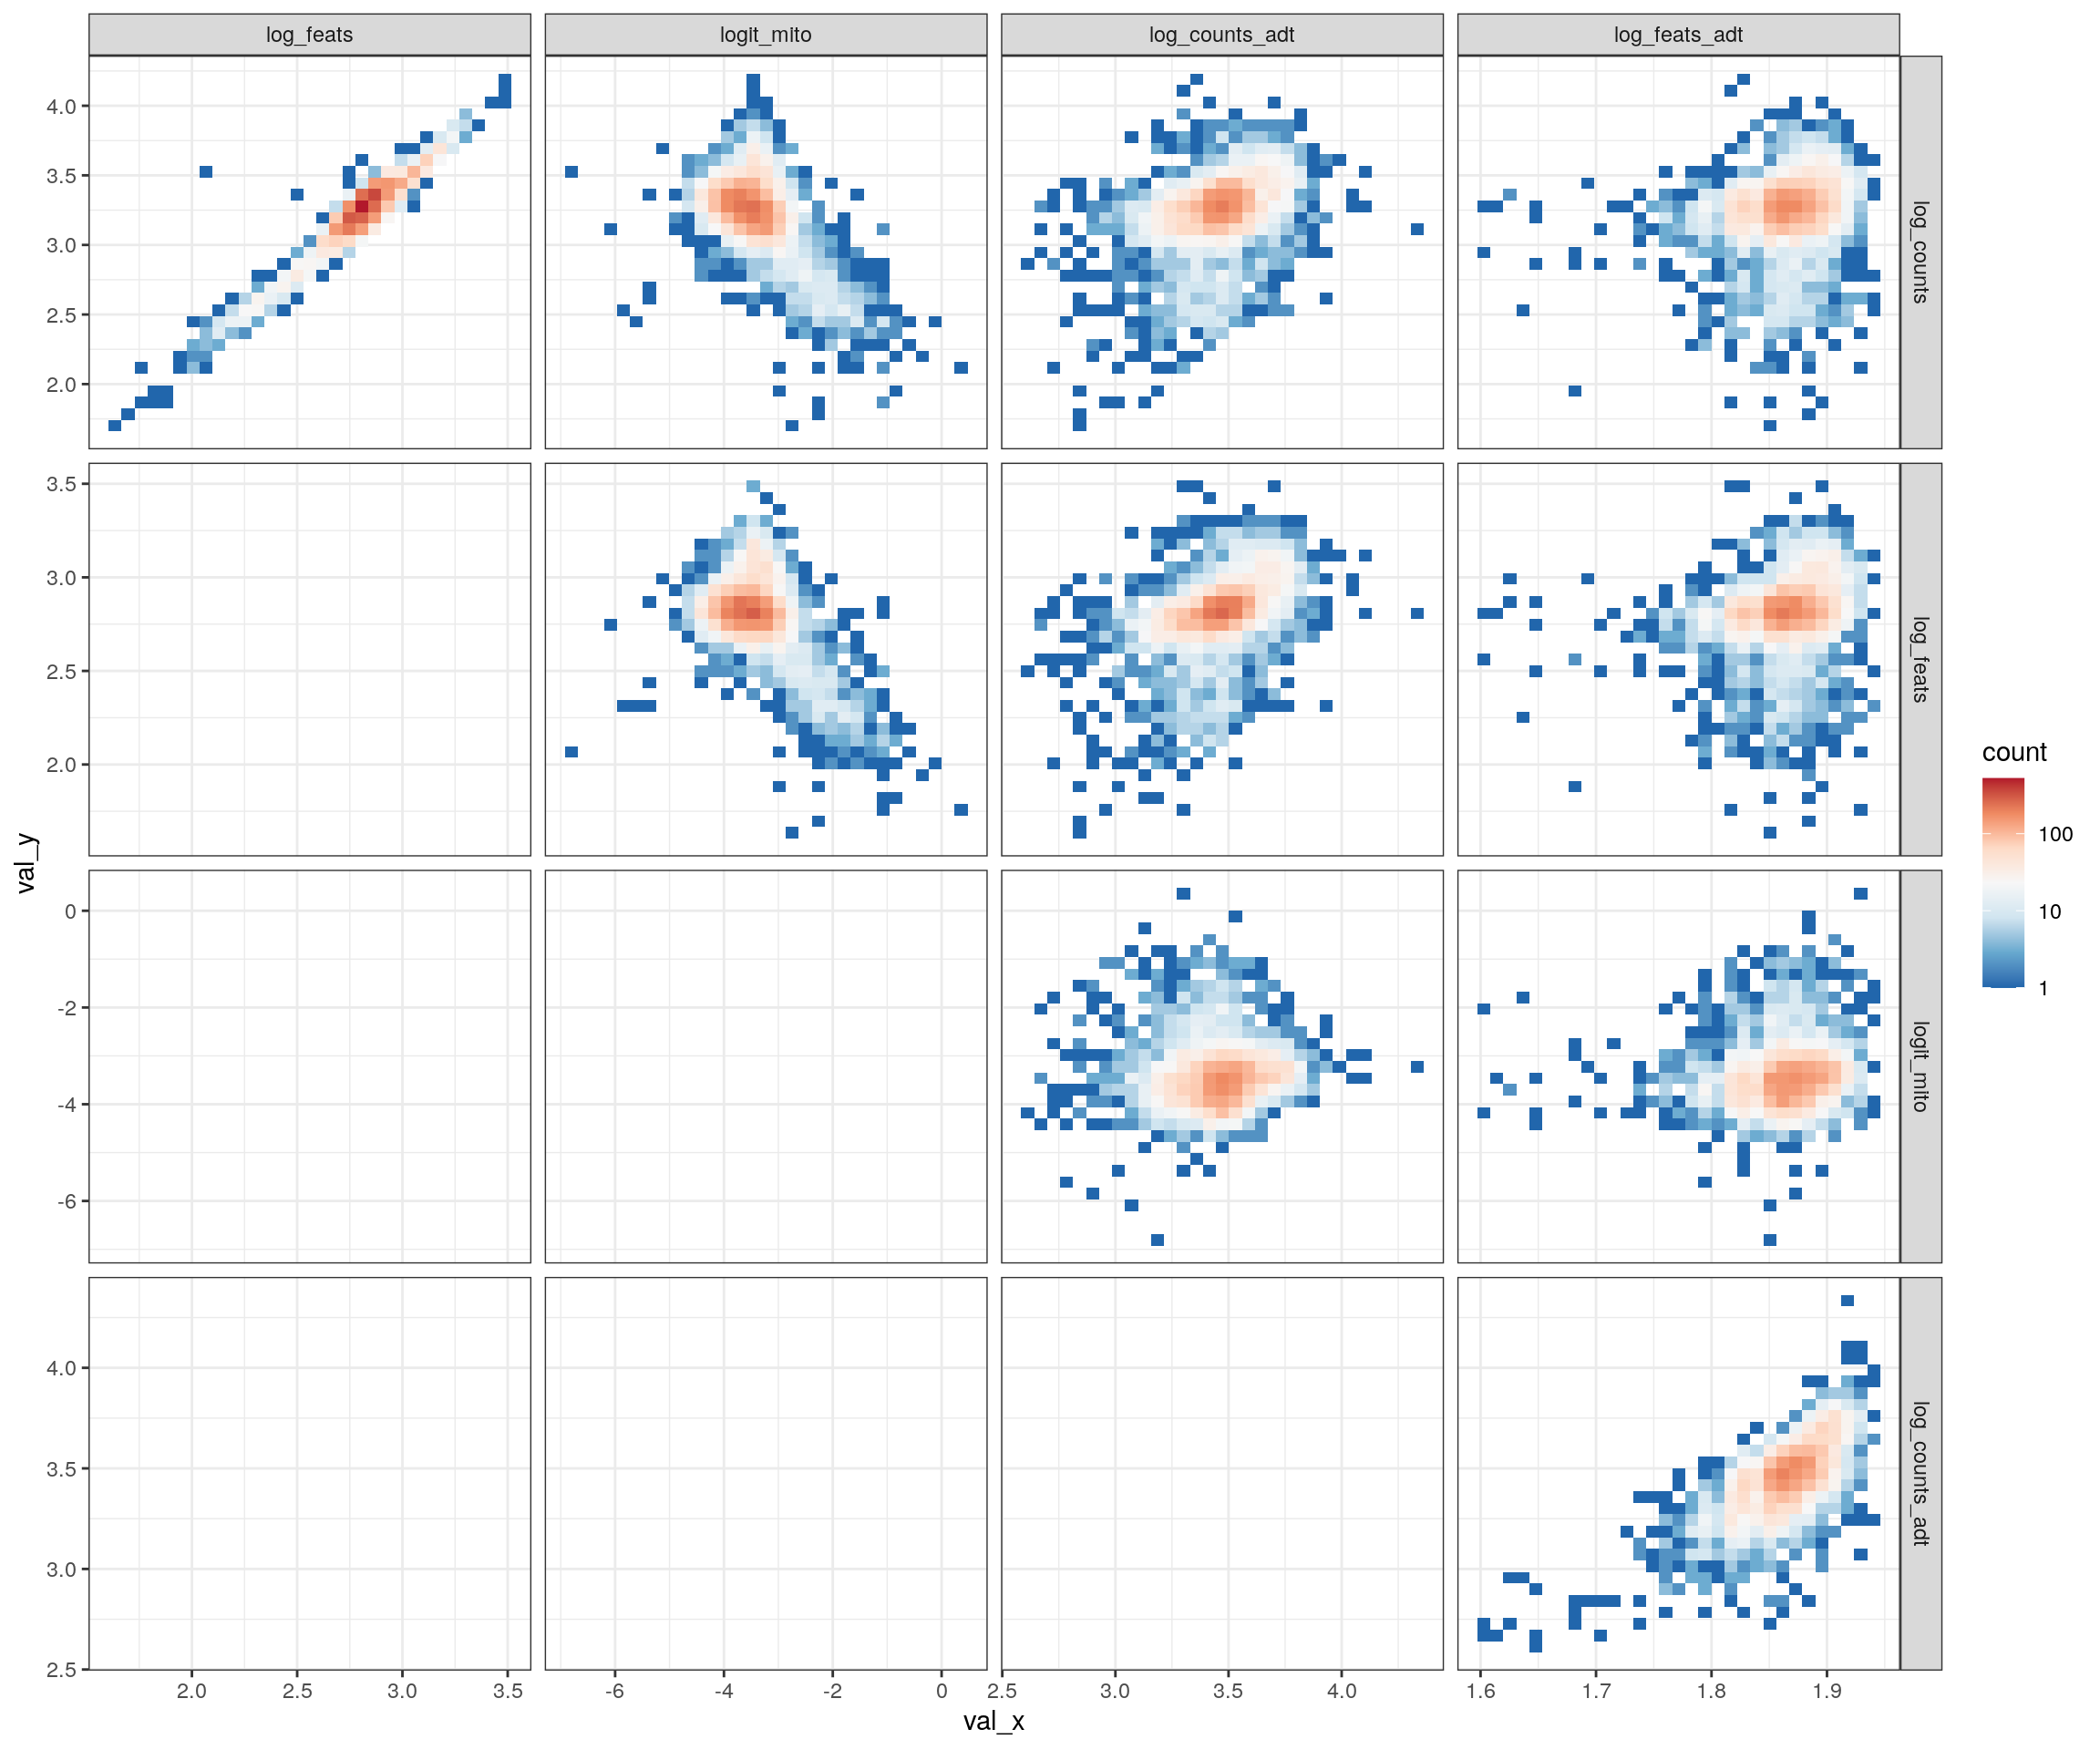 log_feats logit_mito log_counts_adt log_feats_adt
4.0
3.5
3.0
2.5
2.0
log_counts
3.5
3.0
2.5
2.0
log_feats
val_y
0
-2
-4
-6
logit_mito
count
100
10
1
4.0
3.5
3.0
2.5
log_counts_adt
2.0 2.5 3.0 3.5 -6 -4 -2 0 2.5 3.0 3.5 4.0 1.6 1.7 1.8 1.9
val_x